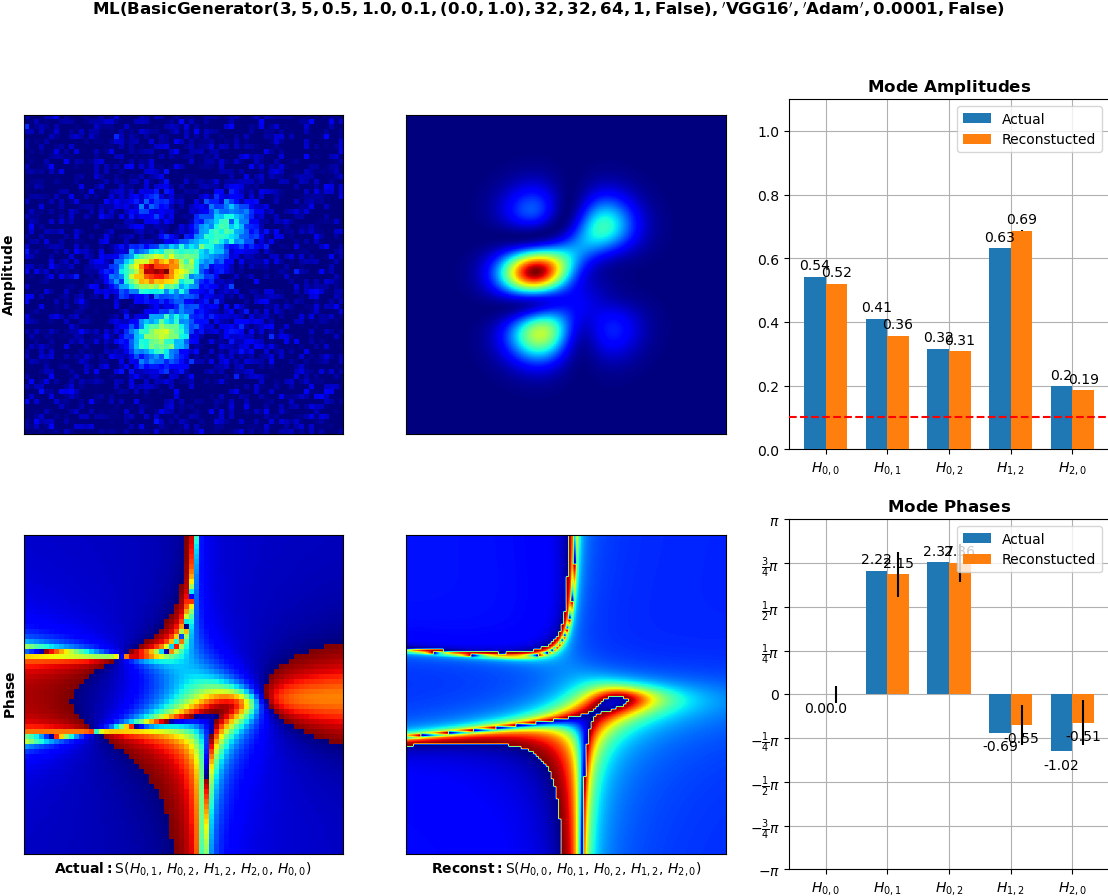 ML(BasicGenerator(3, 5, 0.5, 1.0, 0.1, (0.0, 1.0), 32, 32, 64, 1, False), 'VGG16', 'Adam', 0.0001, False)
Amplitude
Mode Amplitudes
Actual
Reconstucted
1.0
0.8
0.6
0.4
0.2
0.0
0.54
0.52
0.41
0.36
0.32
0.31
0.63
0.69
0.2
0.19
H0,0 H0,1 H0,2 H1,2 H2,0
Phase
Actual: S(H0,1, H0,2, H1,2, H2,0, H0,0)
Reconst: S(H0,0, H0,1, H0,2, H1,2, H2,0)
Mode Phases
Actual
Reconstucted
π
3/4π
1/2π
1/4π
0
−1/4π
−1/2π
−3/4π
−π
0.0
0.0
2.22
2.15
-0.69
-0.55
-1.02
-0.51
H0,0 H0,1 H0,2 H1,2 H2,0